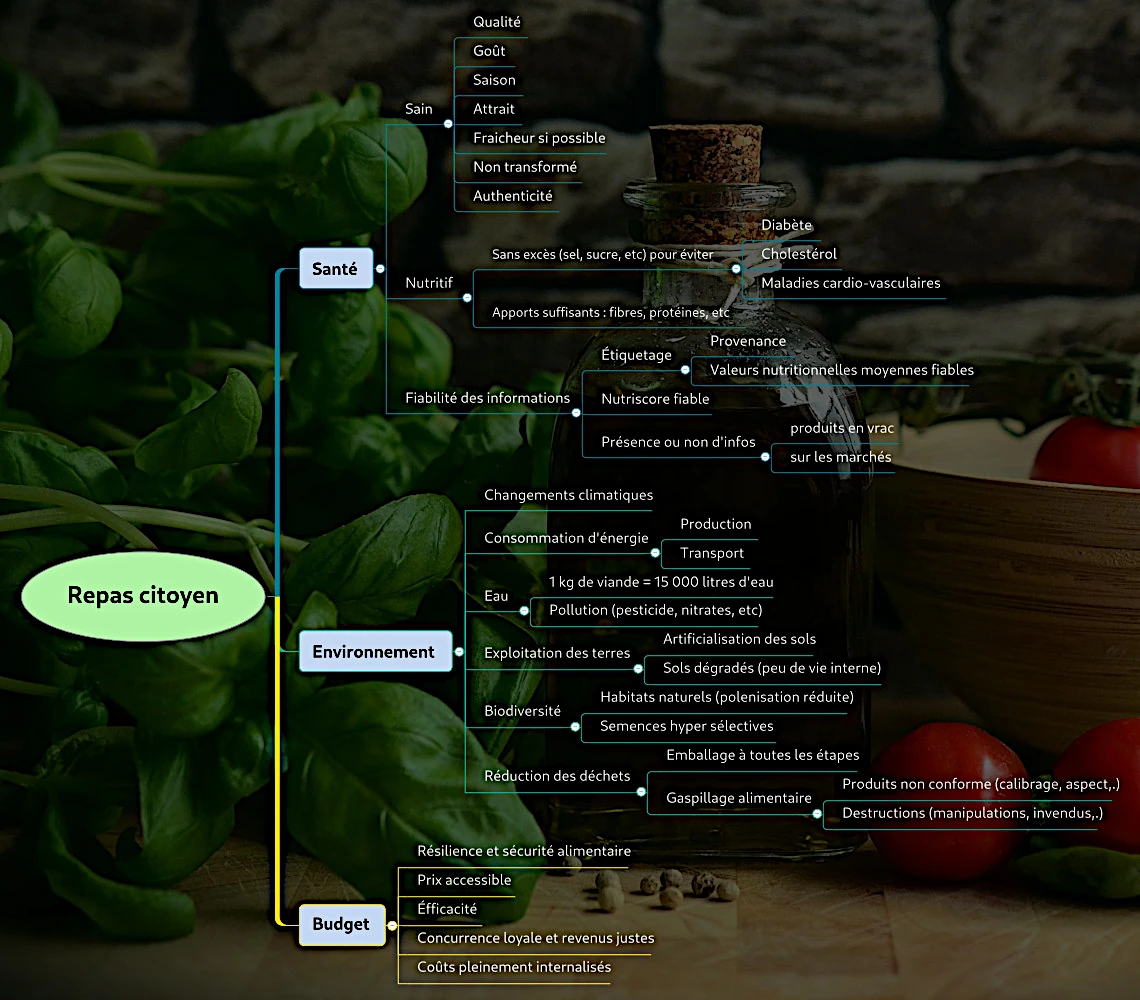 Repas citoyen
Santé
Sain
Qualité
Goût
Saison
Attrait
Fraicheur si possible
Non transformé
Authenticité
Nutritif
Sans excès (sel, sucre, etc) pour éviter
Diabète
Cholestérol
Maladies cardio-vasculaires
Apports suffisants : fibres, protéines, etc
Fiabilité des informations
Étiquetage
Provenance
Valeurs nutritionnelles moyennes fiables
Nutriscore fiable
Présence ou non d'infos
produits en vrac
sur les marchés
Environnement
Changements climatiques
Consommation d'énergie
Production
Transport
Eau
1 kg de viande = 15 000 litres d'eau
Pollution (pesticide, nitrates, etc)
Exploitation des terres
Artificialisation des sols
Sols dégradés (peu de vie interne)
Biodiversité
Habitats naturels (polenisation réduite)
Semences hyper sélectives
Réduction des déchets
Emballage à toutes les étapes
Gaspillage alimentaire
Produits non conforme (calibrage, aspect,.)
Destructions (manipulations, invendus,.)
Budget
Résilience et sécurité alimentaire
Prix accessible
Éfficacité
Concurrence loyale et revenus justes
Coûts pleinement internalisés